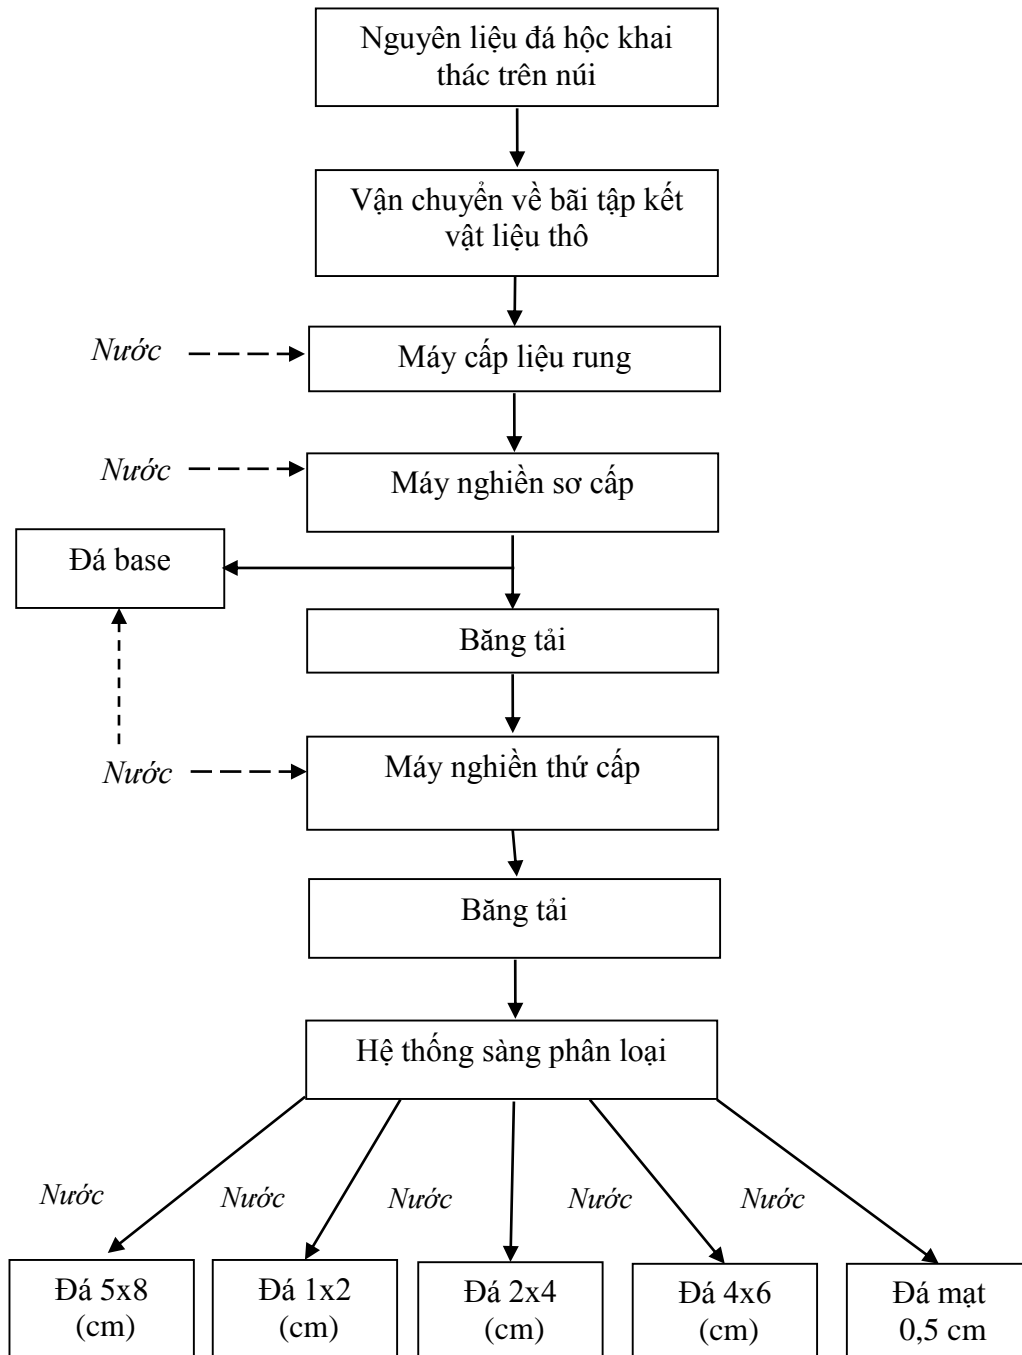 Nguyên liệu đá hộc khai
thác trên núi
Vận chuyển về bãi tập kết
vật liệu thô
Nước
Máy cấp liệu rung
Nước
Máy nghiền sơ cấp
Đá base
Băng tải
Nước
Máy nghiền thứ cấp
Băng tải
Hệ thống sàng phân loại
Nước
Nước
Nước
Nước
Nước
Đá 5x8
(cm)
Đá 1x2
(cm)
Đá 2x4
(cm)
Đá 4x6
(cm)
Đá mạt
0,5 cm